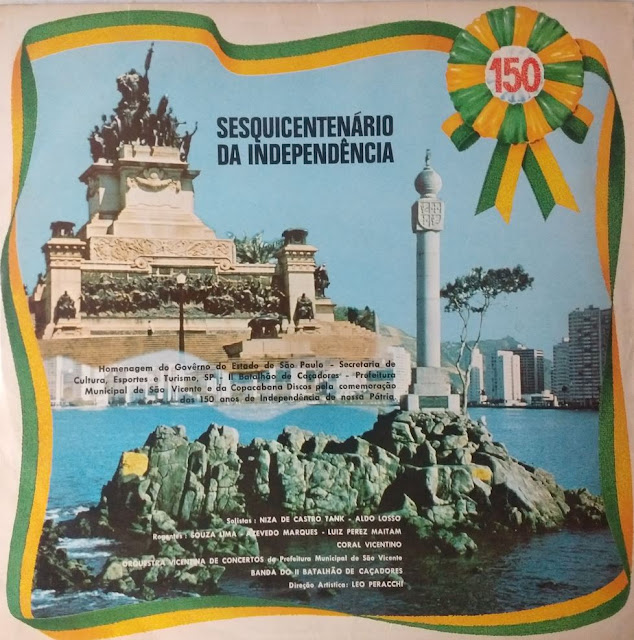 150
SESQUICENTENÁRIO
DA INDEPENDÊNCIA
Homenagem do Govêrno do Estado de São Paulo - Secretaria de
Cultura, Esportes e Turismo, SP - II Batalhão de Caçadores - Prefeitura
Municipal de São Vicente e da Copacabana Discos pela comemoração
dos 150 anos de Independência de nossa Pátria.
Solistas : NIZA DE CASTRO TANK - ALDO LOSSO
Regentes : SOUZA LIMA - AZEVEDO MARQUES - LUIZ PEREZ MAITAM
CORAL VICENTINO
ORQUESTRA VICENTINA DE CONCERTOS da Prefeitura Municipal de São Vicente
BANDA DO II BATALHÃO DE CAÇADORES
Direção Artística: LEO PERACCHI